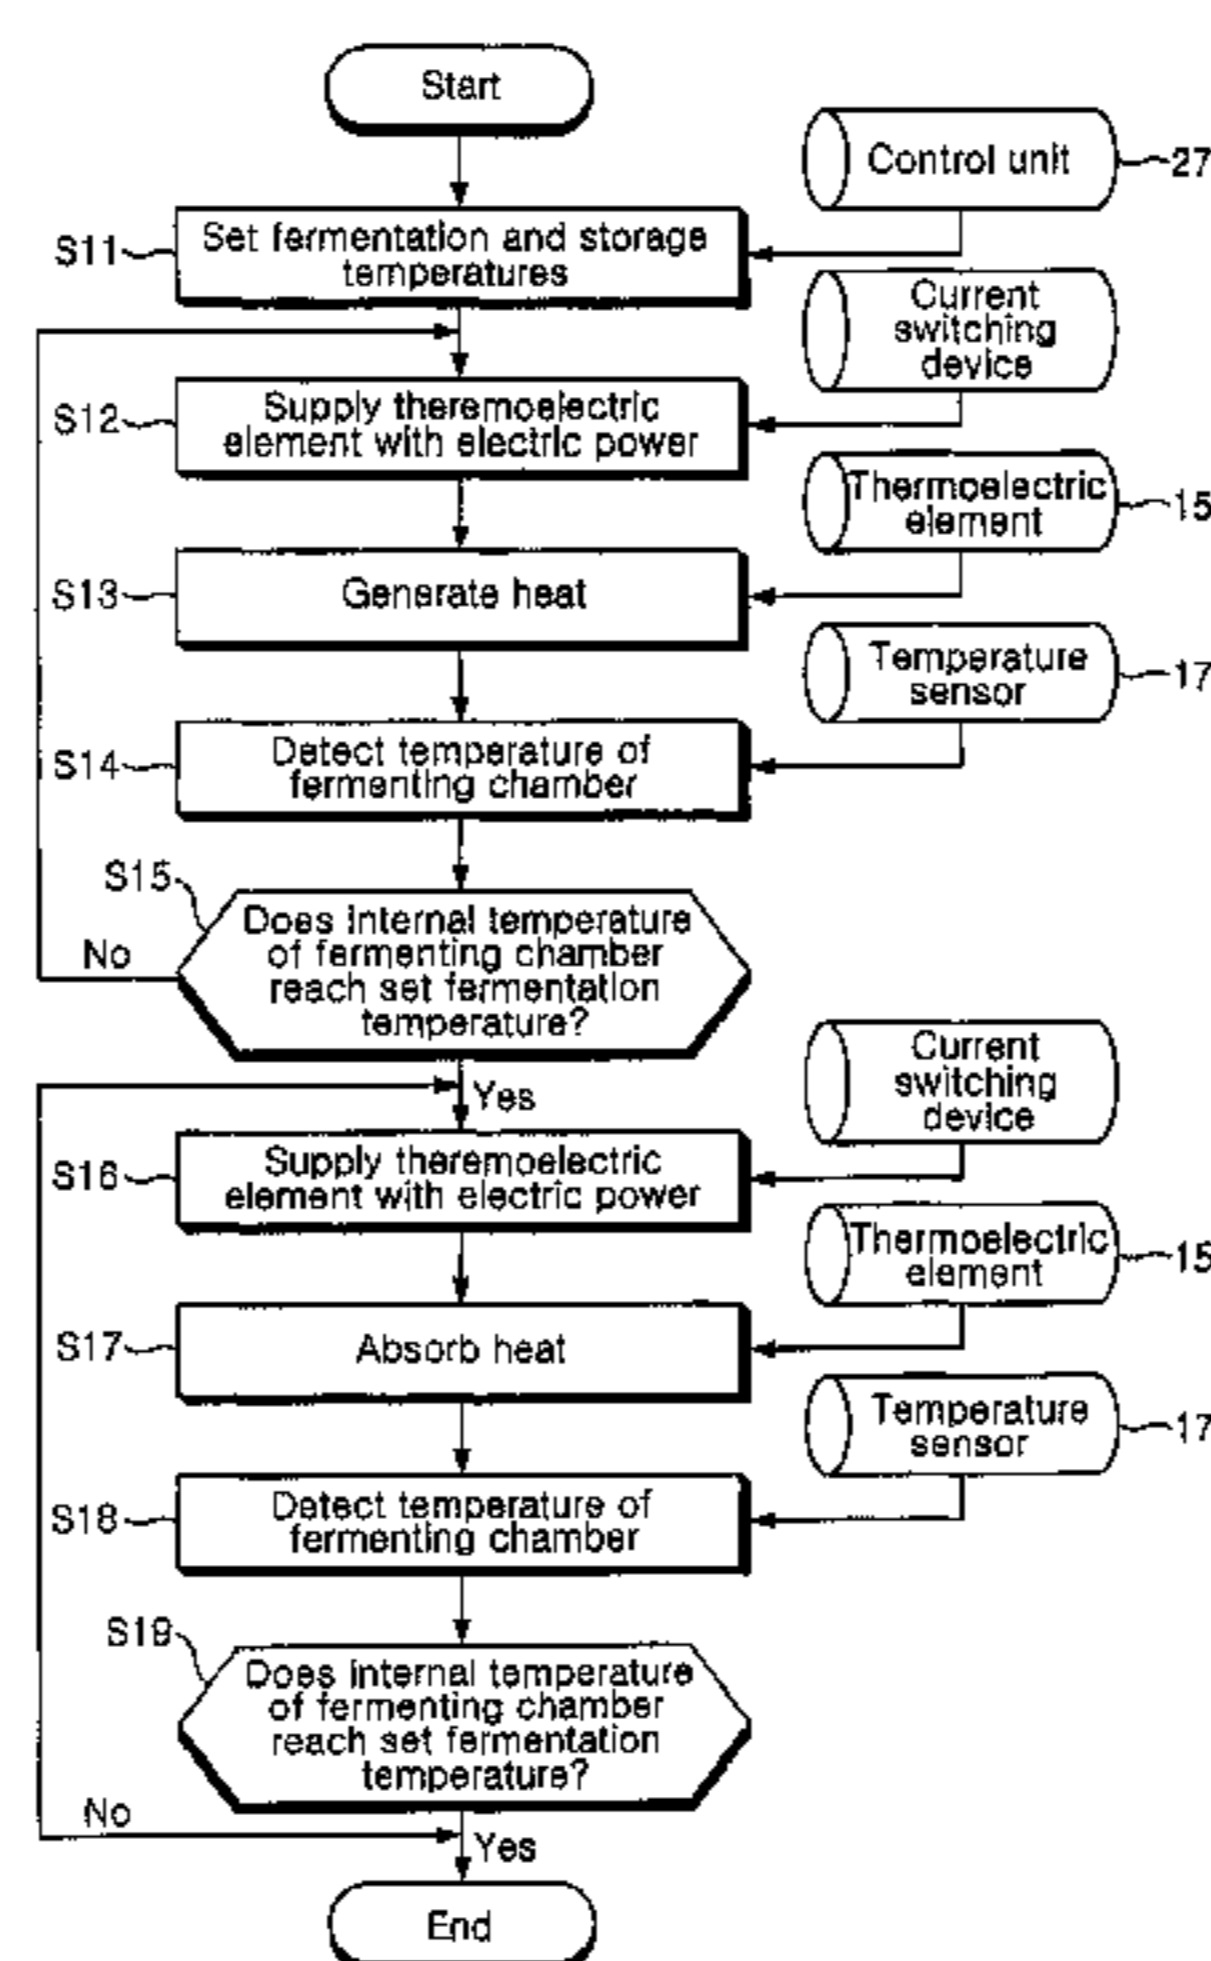 Start
Control unit
27
S11
Set fermentation and storage
temperatures
Current
switching
device
S12
Supply theremoelectric
element with electric power
Thermoelectric
element
15
S13
Generate heat
Temperature
sensor
17
S14
Detect temperature of
fermenting chamber
S15
Does internal temperature
of fermenting chamber
reach set fermentation
temperature?
No
Yes
Current
switching
device
S16
Supply theremoelectric
element with electric power
Thermoelectric
element
15
S17
Absorb heat
Temperature
sensor
17
S18
Detect temperature of
fermenting chamber
S19
Does internal temperature
of fermenting chamber
reach set fermentation
temperature?
No
Yes
End